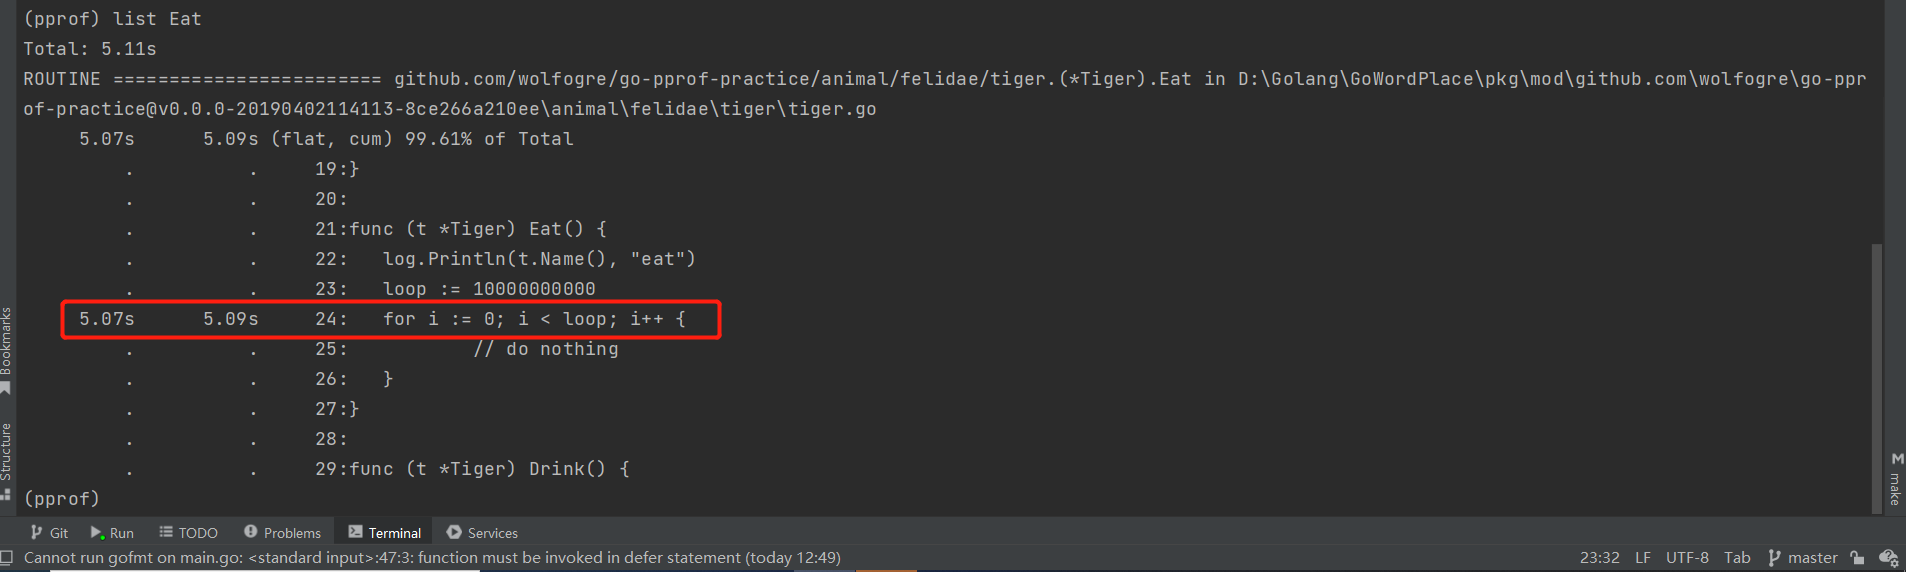 (pprof) list Eat
Total: 5.11s
ROUTINE ======================== github.com/wolfogre/go-pprof-practice/animal/felidae/tiger.(*Tiger).Eat in D:\Golang\GoWordPlace\pkg\mod\github.com\wolfogre\go-ppr
of-practice@v0.0.0-20190402114113-8ce266a210ee\animal\felidae\tiger\tiger.go
5.07s 5.09s (flat, cum) 99.61% of Total
. . 19:}
. . 20:
. . 21:func (t *Tiger) Eat() {
. . 22: log.Println(t.Name(), "eat")
. . 23: loop := 10000000000
5.07s 5.09s 24: for i := 0; i < loop; i++ {
. . 25: // do nothing
. . 26: }
. . 27:}
. . 28:
. . 29:func (t *Tiger) Drink() {
(pprof)
Bookmarks
Structure
M make
Git Run TODO Problems Terminal Services
Cannot run gofmt on main.go: <standard input>:47:3: function must be invoked in defer statement (today 12:49) 23:32 LF UTF-8 Tab master